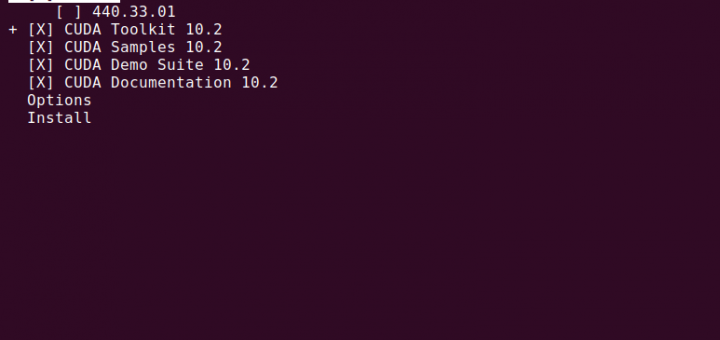 [ ] 440.33.01
+ [X] CUDA Toolkit 10.2
[X] CUDA Samples 10.2
[X] CUDA Demo Suite 10.2
[X] CUDA Documentation 10.2
Options
Install